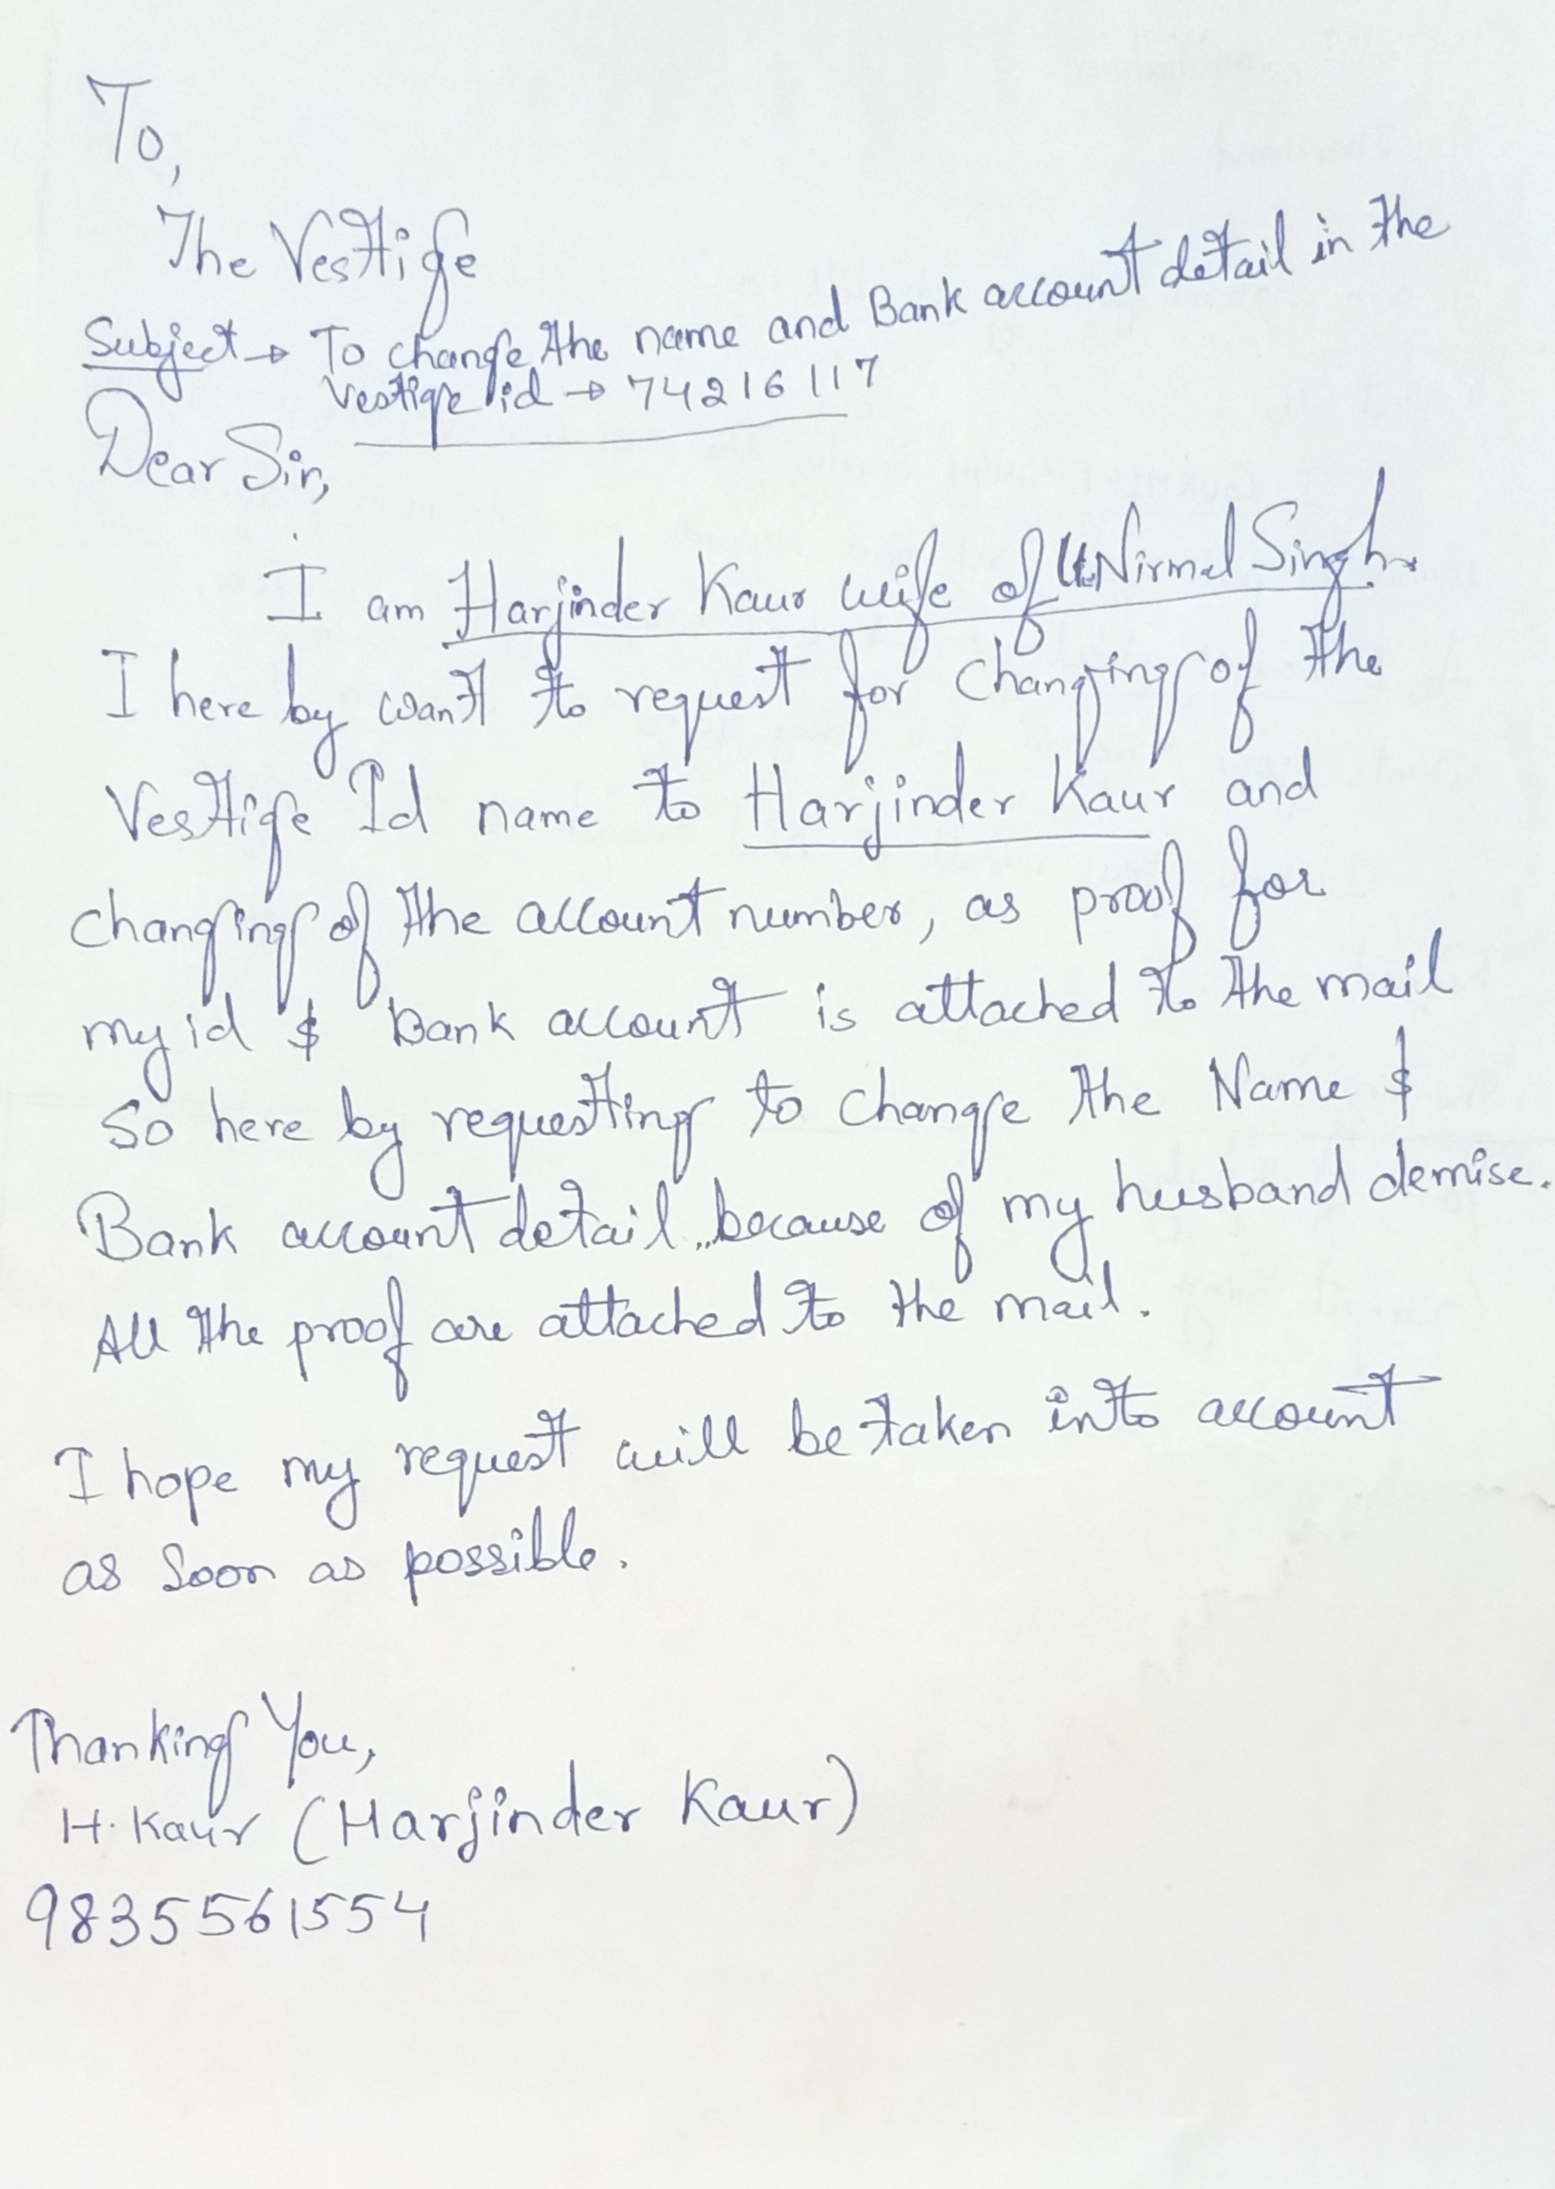 To,
The Vestige
Subject → To change the name and Bank account detail in the
Vestige id → 74216117
Dear Sir,
I am Harjinder Kaur wife of Lt. Nirmal Singh.
I here by want to request for changing of the
Vestige Id name to Harjinder Kaur and
changing of the account number, as proof for
my id & Bank account is attached to the mail
So here by requesting to change the Name &
Bank account detail, because of my husband demise.
All the proof are attached to the mail.
I hope my request will be taken into account
as soon as possible.
Thanking You,
H. Kaur (Harjinder Kaur)
9835561554